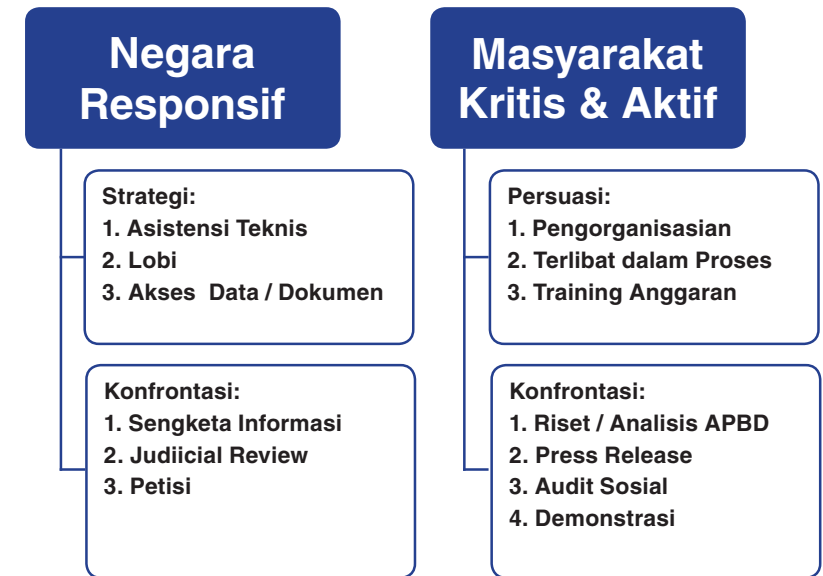 Negara
Responsif
Strategi:
1. Asistensi Teknis
2. Lobi
3. Akses Data / Dokumen
Konfrontasi:
1. Sengketa Informasi
2. Judiicial Review
3. Petisi
Masyarakat
Kritis & Aktif
Persuasi:
1. Pengorganisasian
2. Terlibat dalam Proses
3. Training Anggaran
Konfrontasi:
1. Riset / Analisis APBD
2. Press Release
3. Audit Sosial
4. Demonstrasi